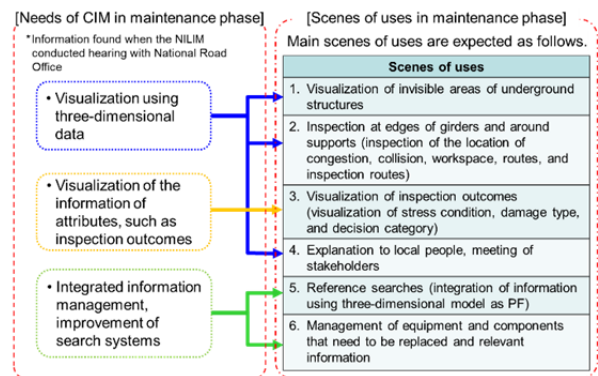 [Needs of CIM in maintenance phase]
*Information found when the NILIM
conducted hearing with National Road
Office
• Visualization using
three-dimensional
data
• Visualization of the
information of
attributes, such as
inspection outcomes
• Integrated information
management,
improvement of
search systems
[Scenes of uses in maintenance phase]
Main scenes of uses are expected as follows.
Scenes of uses
1. Visualization of invisible areas of underground
structures
2. Inspection at edges of girders and around
supports (inspection of the location of
congestion, collision, workspace, routes, and
inspection routes)
3. Visualization of inspection outcomes
(visualization of stress condition, damage type,
and decision category)
4. Explanation to local people, meeting of
stakeholders
5. Reference searches (integration of information
using three-dimensional model as PF)
6. Management of equipment and components
that need to be replaced and relevant
information